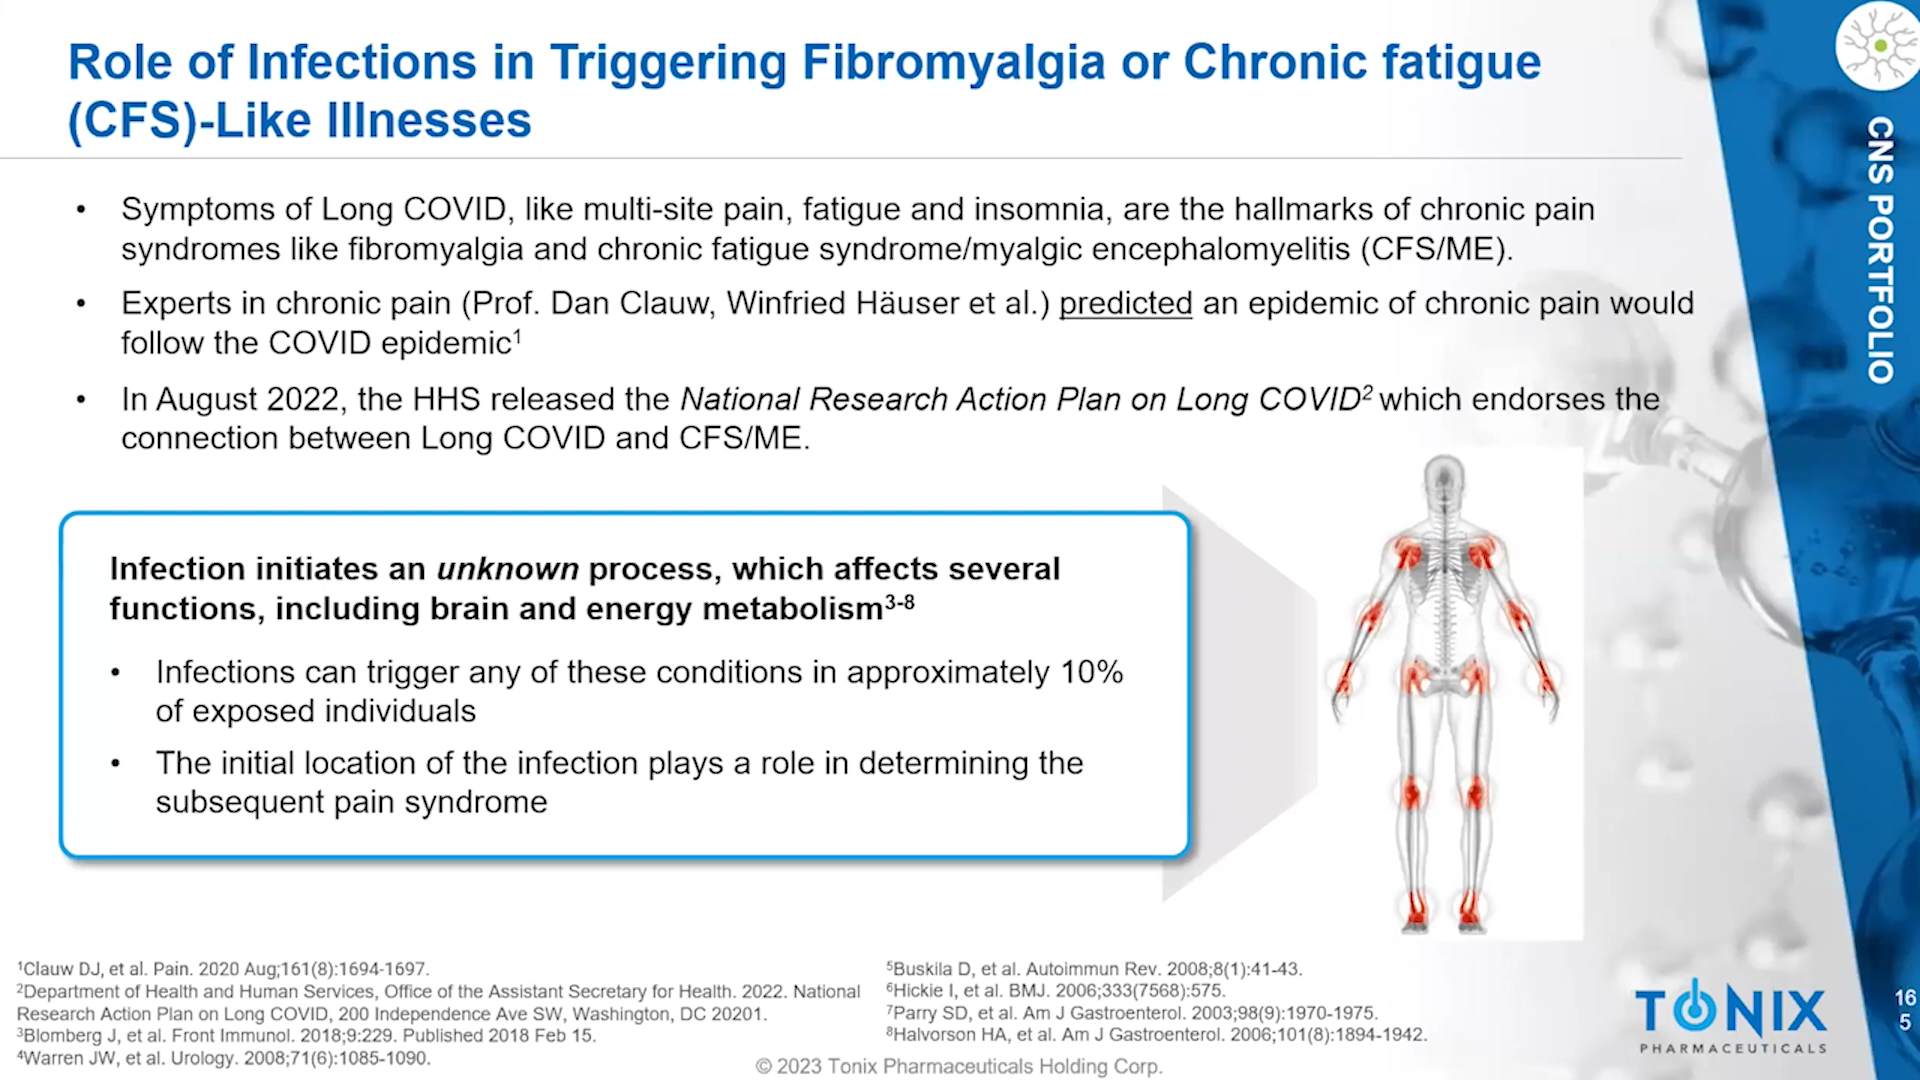 Role of Infections in Triggering Fibromyalgia or Chronic fatigue
(CFS)-Like Illnesses
CNS PORTFOLIO
• Symptoms of Long COVID, like multi-site pain, fatigue and insomnia, are the hallmarks of chronic pain
syndromes like fibromyalgia and chronic fatigue syndrome/myalgic encephalomyelitis (CFS/ME).
• Experts in chronic pain (Prof. Dan Clauw, Winfried Häuser et al.) predicted an epidemic of chronic pain would
follow the COVID epidemic¹
• In August 2022, the HHS released the National Research Action Plan on Long COVID² which endorses the
connection between Long COVID and CFS/ME.
Infection initiates an unknown process, which affects several
functions, including brain and energy metabolism³⁻⁸
• Infections can trigger any of these conditions in approximately 10%
of exposed individuals
• The initial location of the infection plays a role in determining the
subsequent pain syndrome
¹Clauw DJ, et al. Pain. 2020 Aug;161(8):1694-1697.
²Department of Health and Human Services, Office of the Assistant Secretary for Health. 2022. National
Research Action Plan on Long COVID, 200 Independence Ave SW, Washington, DC 20201.
³Blomberg J, et al. Front Immunol. 2018;9:229. Published 2018 Feb 15.
⁴Warren JW, et al. Urology. 2008;71(6):1085-1090.
⁵Buskila D, et al. Autoimmun Rev. 2008;8(1):41-43.
⁶Hickie I, et al. BMJ. 2006;333(7568):575.
⁷Parry SD, et al. Am J Gastroenterol. 2003;98(9):1970-1975.
⁸Halvorson HA, et al. Am J Gastroenterol. 2006;101(8):1894-1942.
© 2023 Tonix Pharmaceuticals Holding Corp.
TONIX
PHARMACEUTICALS
16
5